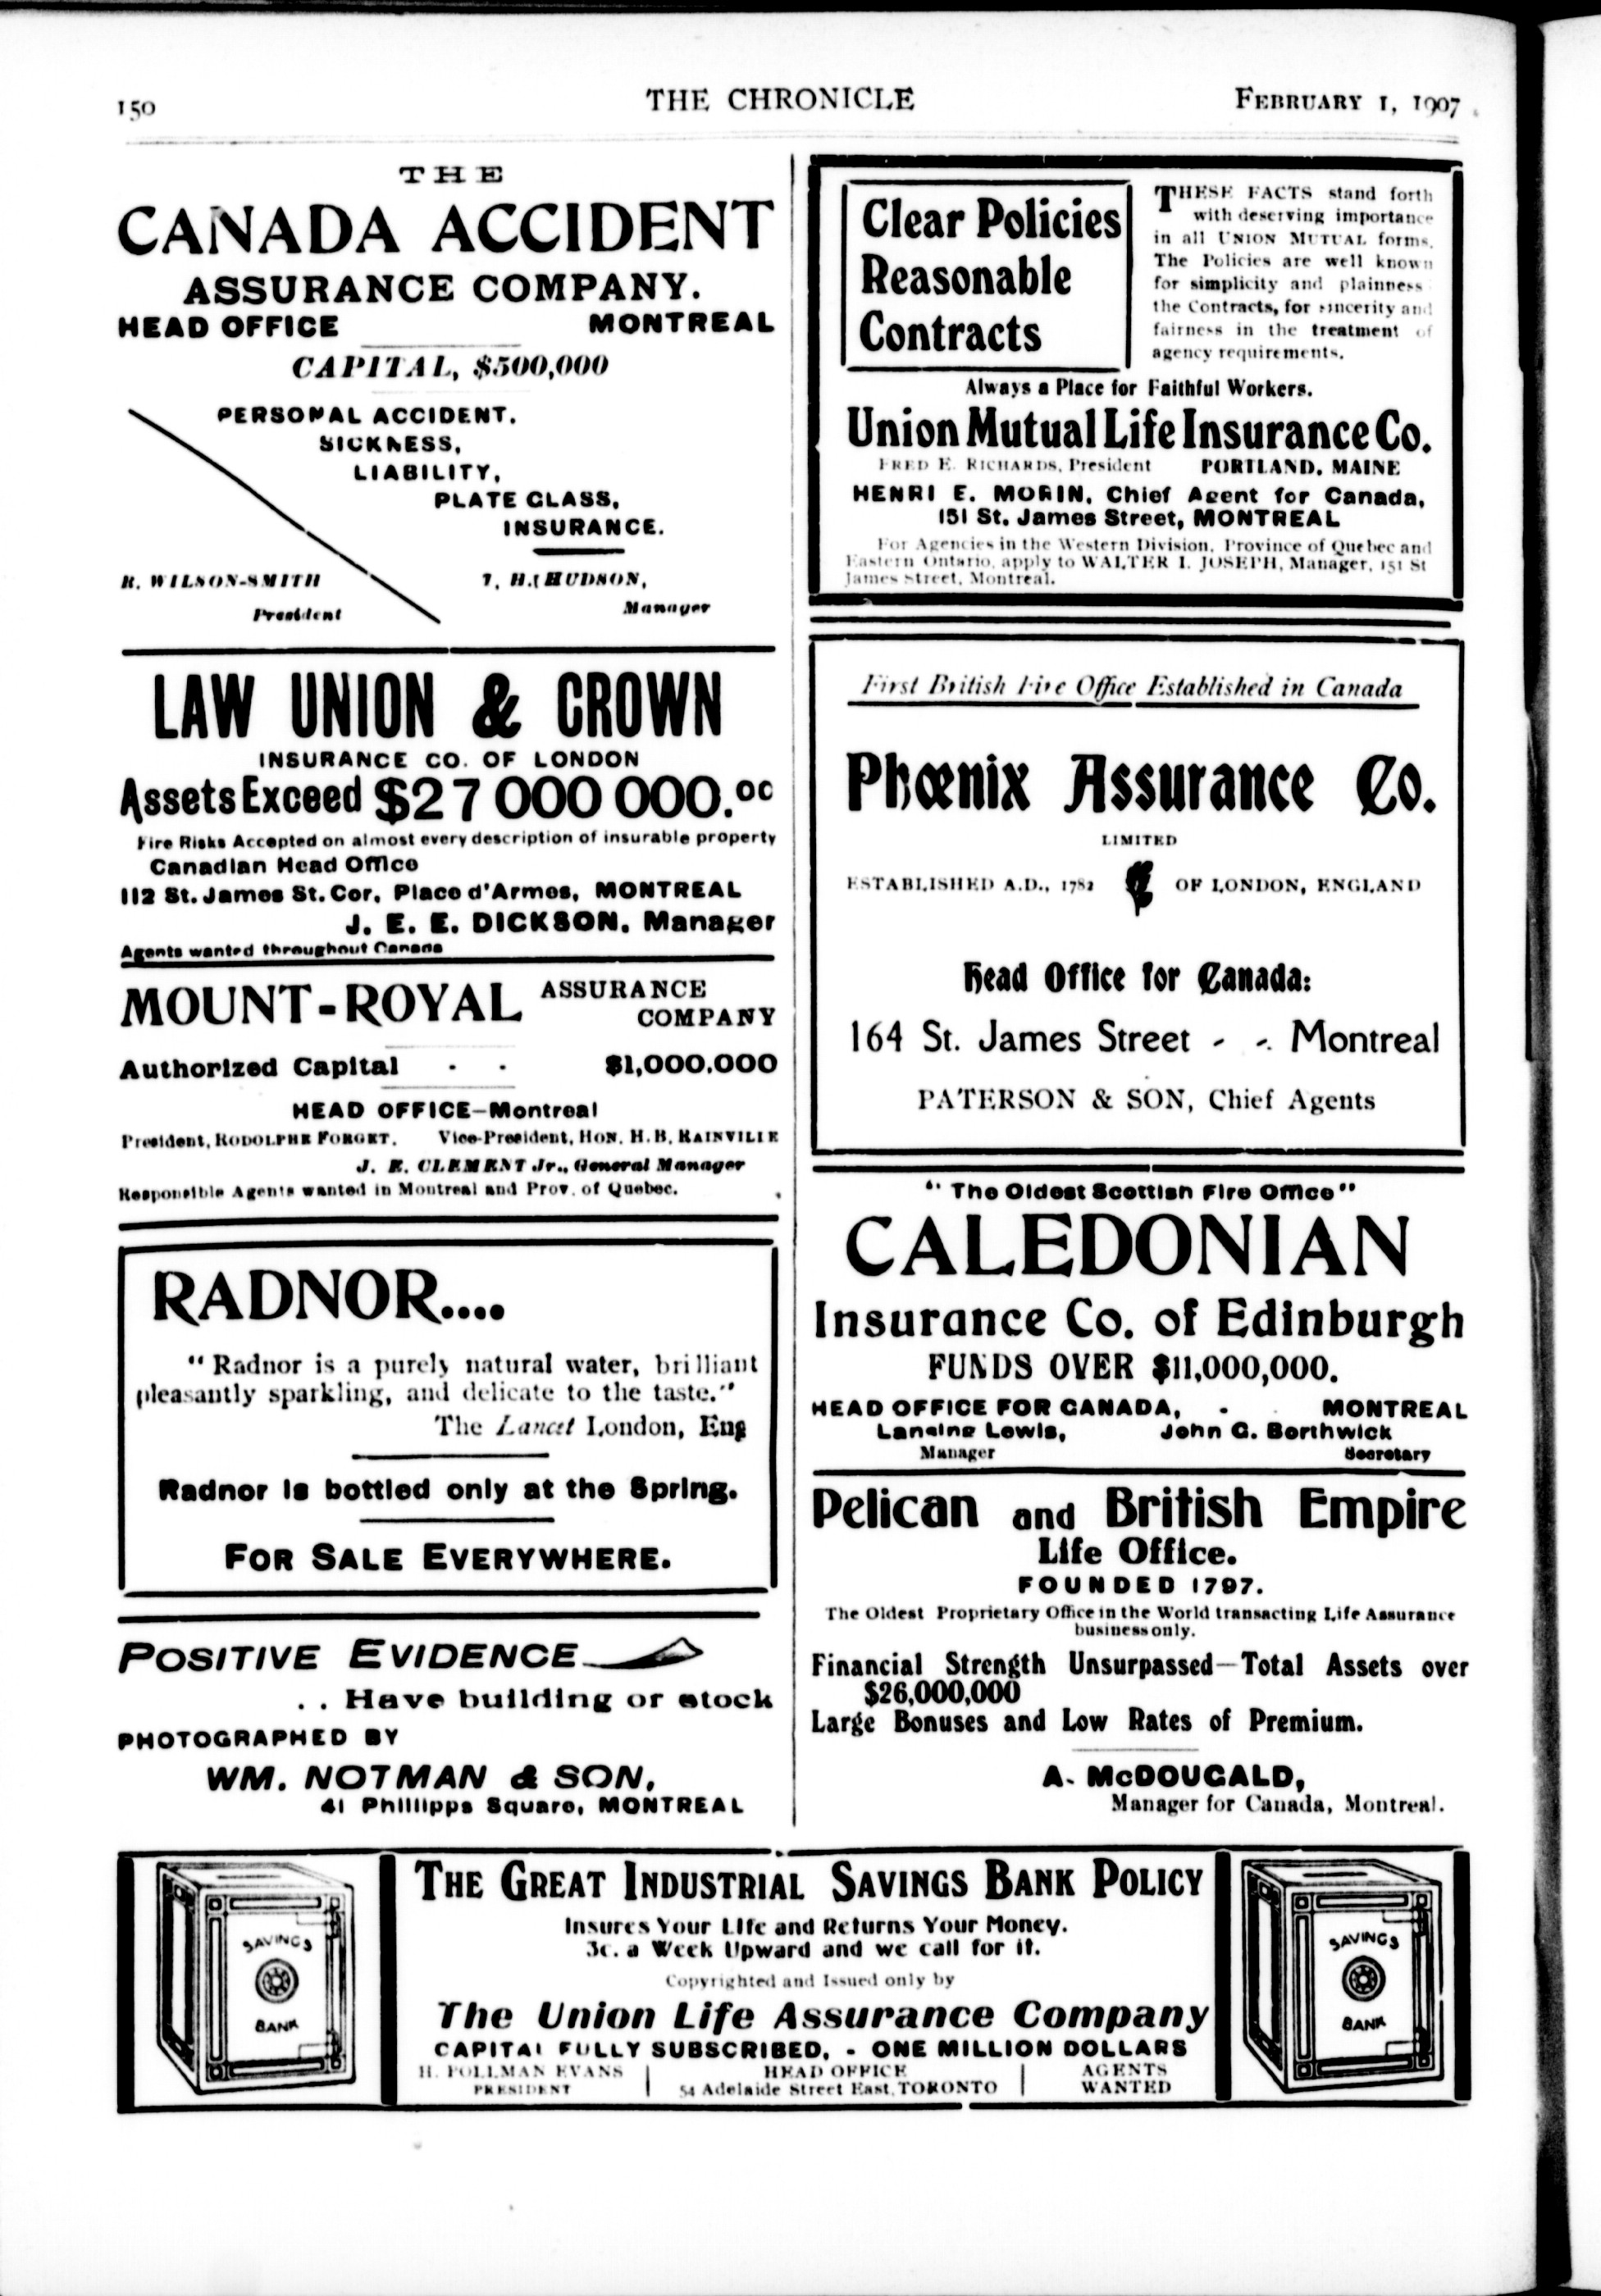 150
THE CHRONICLE
FEBRUARY 1, 1907
THE
CANADA ACCIDENT
ASSURANCE COMPANY.
HEAD OFFICE MONTREAL
CAPITAL, $500,000
PERSONAL ACCIDENT.
SICKNESS,
LIABILITY,
PLATE GLASS,
INSURANCE.
R. WILSON-SMITH
President
T. H. HUDSON,
Manager
LAW UNION & CROWN
INSURANCE CO. OF LONDON
Assets Exceed $27 000 000.00
Fire Risks Accepted on almost every description of insurable property
Canadian Head Office
112 St. James St. Cor, Place d'Armes, MONTREAL
J. E. E. DICKSON, Manager
Agents wanted throughout Canada
MOUNT-ROYAL ASSURANCE
COMPANY
Authorized Capital - - $1,000,000
HEAD OFFICE—Montreal
President, RODOLPHE FORGET. Vice-President, HON. H. B. RAINVILLE
J. E. CLEMENT Jr., General Manager
Responsible Agents wanted in Montreal and Prov. of Quebec.
RADNOR....
"Radnor is a purely natural water, brilliant
pleasantly sparkling, and delicate to the taste."
The Lancet London, Eng
Radnor is bottled only at the Spring.
FOR SALE EVERYWHERE.
POSITIVE EVIDENCE
. . Have building or stock
PHOTOGRAPHED BY
WM. NOTMAN & SON,
41 Phillipps Square, MONTREAL
Clear Policies
Reasonable
Contracts
THESE FACTS stand forth
with deserving importance
in all UNION MUTUAL forms.
The Policies are well known
for simplicity and plainness
the Contracts, for sincerity and
fairness in the treatment of
agency requirements.
Always a Place for Faithful Workers.
Union Mutual Life Insurance Co.
FRED E. RICHARDS, President PORTLAND, MAINE
HENRI E. MORIN, Chief Agent for Canada,
151 St. James Street, MONTREAL
For Agencies in the Western Division, Province of Quebec and
Eastern Ontario, apply to WALTER I. JOSEPH, Manager, 151 St
James Street, Montreal.
First British Fire Office Established in Canada
Phœnix Assurance Co.
LIMITED
ESTABLISHED A.D., 1782 OF LONDON, ENGLAND
Head Office for Canada:
164 St. James Street - - Montreal
PATERSON & SON, Chief Agents
"The Oldest Scottish Fire Office"
CALEDONIAN
Insurance Co. of Edinburgh
FUNDS OVER $11,000,000.
HEAD OFFICE FOR CANADA, - MONTREAL
Lansing Lewis, John G. Borthwick
Manager Secretary
Pelican and British Empire
Life Office.
FOUNDED 1797.
The Oldest Proprietary Office in the World transacting Life Assurance
business only.
Financial Strength Unsurpassed—Total Assets over
$26,000,000
Large Bonuses and Low Rates of Premium.
A. McDOUGALD,
Manager for Canada, Montreal.
SAVINGS
BANK
THE GREAT INDUSTRIAL SAVINGS BANK POLICY
Insures Your Life and Returns Your Money.
3c. a Week Upward and we call for it.
Copyrighted and Issued only by
The Union Life Assurance Company
CAPITAL FULLY SUBSCRIBED, - ONE MILLION DOLLARS
H. POLLMAN EVANS
PRESIDENT
HEAD OFFICE
54 Adelaide Street East, TORONTO
AGENTS
WANTED
SAVINGS
BANK